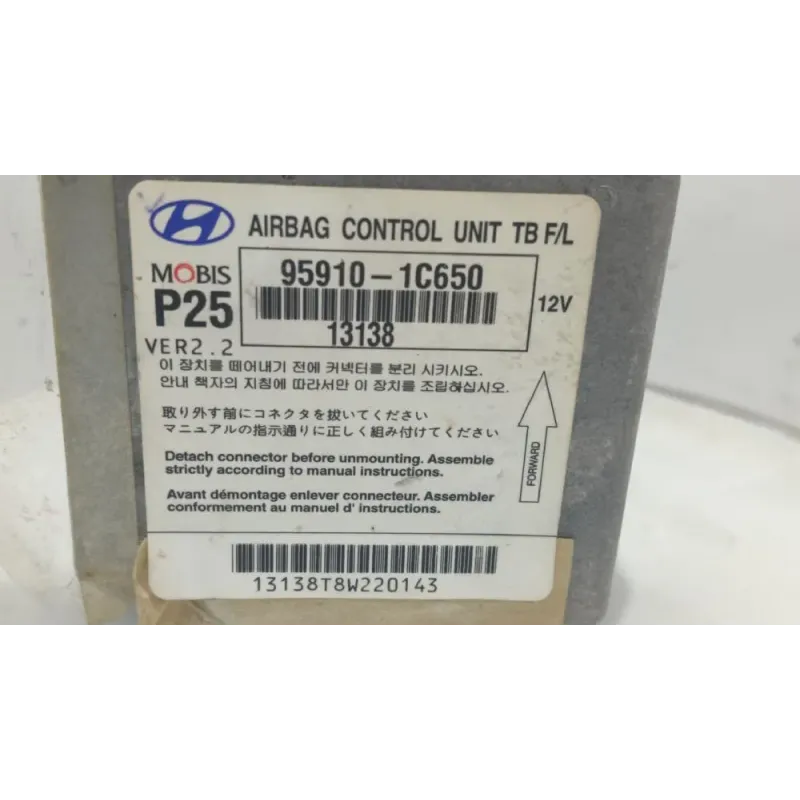 AIRBAG CONTROL UNIT TB F/L
MOBIS
95910-1C650
P25
12V
13138
VER2.2
이 장치를 떼어내기 전에 커넥터를 분리 시키시오.
안내 책자의 지침에 따라서만 이 장치를 조립하십시오.
取り外す前にコネクタを抜いてください
マニュアルの指示通りに正しく組み付けてください
FORWARD
Detach connector before unmounting. Assemble
strictly according to manual instructions.
Avant démontage enlever connecteur. Assembler
conformement au manuel d' instructions.
13138T8W220143